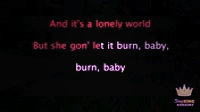 And it's a lonely world
But she gon' let it burn, baby,
burn, baby